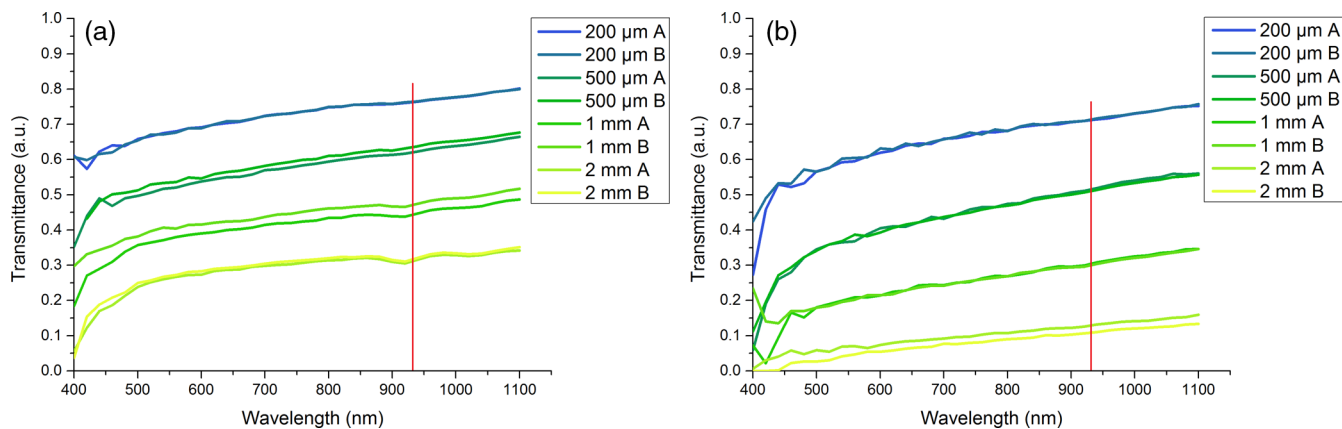 (a)
Transmittance (a.u.)
1.0
0.9
0.8
0.7
0.6
0.5
0.4
0.3
0.2
0.1
0.0
400 500 600 700 800 900 1000 1100
Wavelength (nm)
200 µm A
200 µm B
500 µm A
500 µm B
1 mm A
1 mm B
2 mm A
2 mm B
(b)
Transmittance (a.u.)
1.0
0.9
0.8
0.7
0.6
0.5
0.4
0.3
0.2
0.1
0.0
400 500 600 700 800 900 1000 1100
Wavelength (nm)
200 µm A
200 µm B
500 µm A
500 µm B
1 mm A
1 mm B
2 mm A
2 mm B